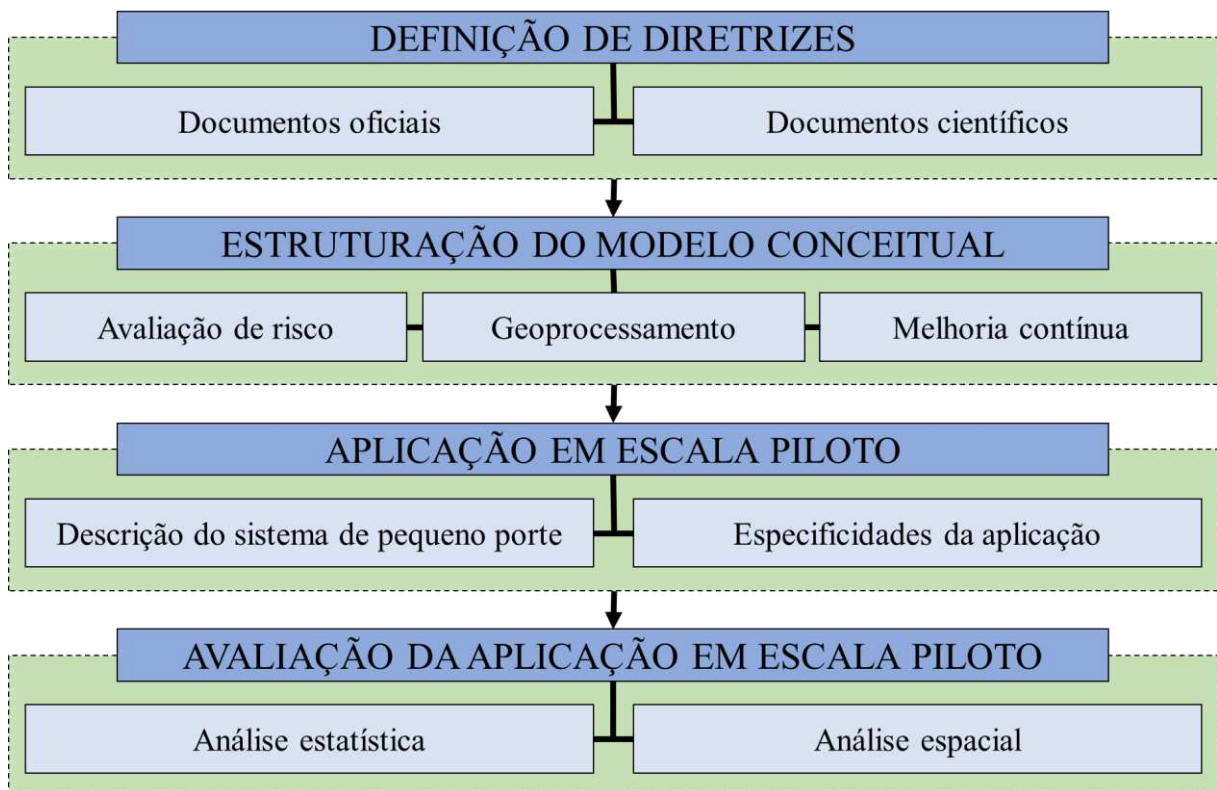 DEFINIÇÃO DE DIRETRIZES
Documentos oficiais
Documentos científicos
ESTRUTURAÇÃO DO MODELO CONCEITUAL
Avaliação de risco
Geoprocessamento
Melhoria contínua
APLICAÇÃO EM ESCALA PILOTO
Descrição do sistema de pequeno porte
Especificidades da aplicação
AVALIAÇÃO DA APLICAÇÃO EM ESCALA PILOTO
Análise estatística
Análise espacial